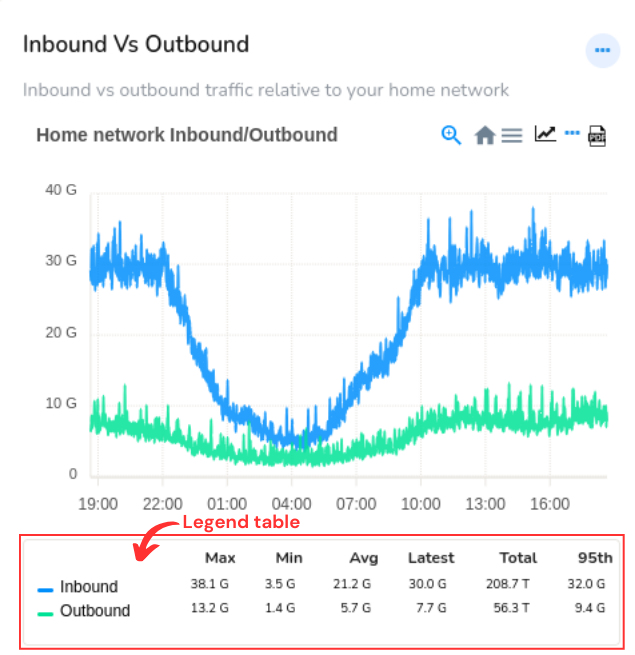 Inbound Vs Outbound
Inbound vs outbound traffic relative to your home network
Home network Inbound/Outbound
PDF
40 G
30 G
20 G
10 G
0
19:00 22:00 01:00 04:00 07:00 10:00 13:00 16:00
Legend table
Max Min Avg Latest Total 95th
Inbound 38.1 G 3.5 G 21.2 G 30.0 G 208.7 T 32.0 G
Outbound 13.2 G 1.4 G 5.7 G 7.7 G 56.3 T 9.4 G